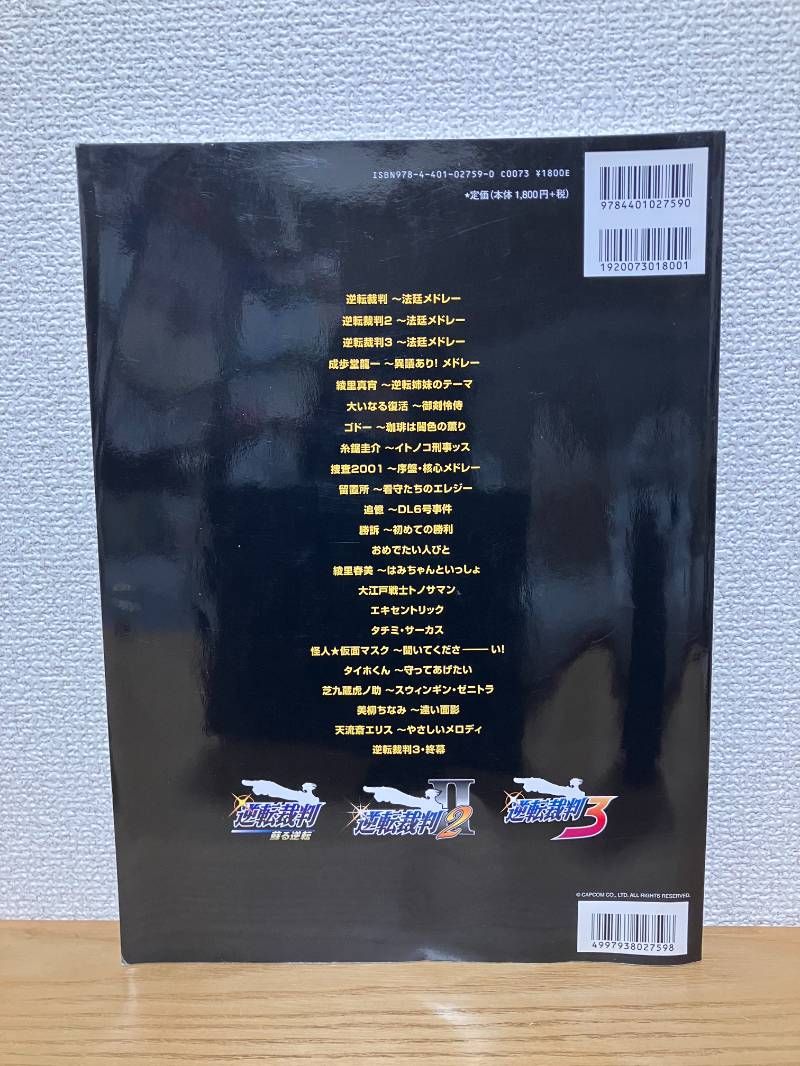 ISBN978-4-401-02759-0 C0073 ¥1800E
★定価(本体1,800円+税)
9784401027590
1920073018001
逆転裁判 ～法廷メドレー
逆転裁判2 ～法廷メドレー
逆転裁判3 ～法廷メドレー
成歩堂龍一 ～異議あり! メドレー
綾里真宵 ～逆転姉妹のテーマ
大いなる復活 ～御剣怜侍
ゴドー ～珈琲は闇色の薫り
糸鋸圭介 ～イトノコ刑事ッス
捜査2001 ～序盤・核心メドレー
留置所 ～看守たちのエレジー
追憶 ～DL6号事件
勝訴 ～初めての勝利
おめでたい人びと
綾里春美 ～はみちゃんといっしょ
大江戸戦士トノサマン
エキセントリック
タチミ・サーカス
怪人★仮面マスク ～聞いてくださ――い!
タイホくん ～守ってあげたい
芝九蔵虎ノ助 ～スウィンギン・ゼニトラ
美柳ちなみ ～遠い面影
天流斎エリス ～やさしいメロディ
逆転裁判3・終幕
逆転裁判
蘇る逆転
II
逆転裁判2
逆転裁判3
© CAPCOM CO., LTD. ALL RIGHTS RESERVED.
4997938027598